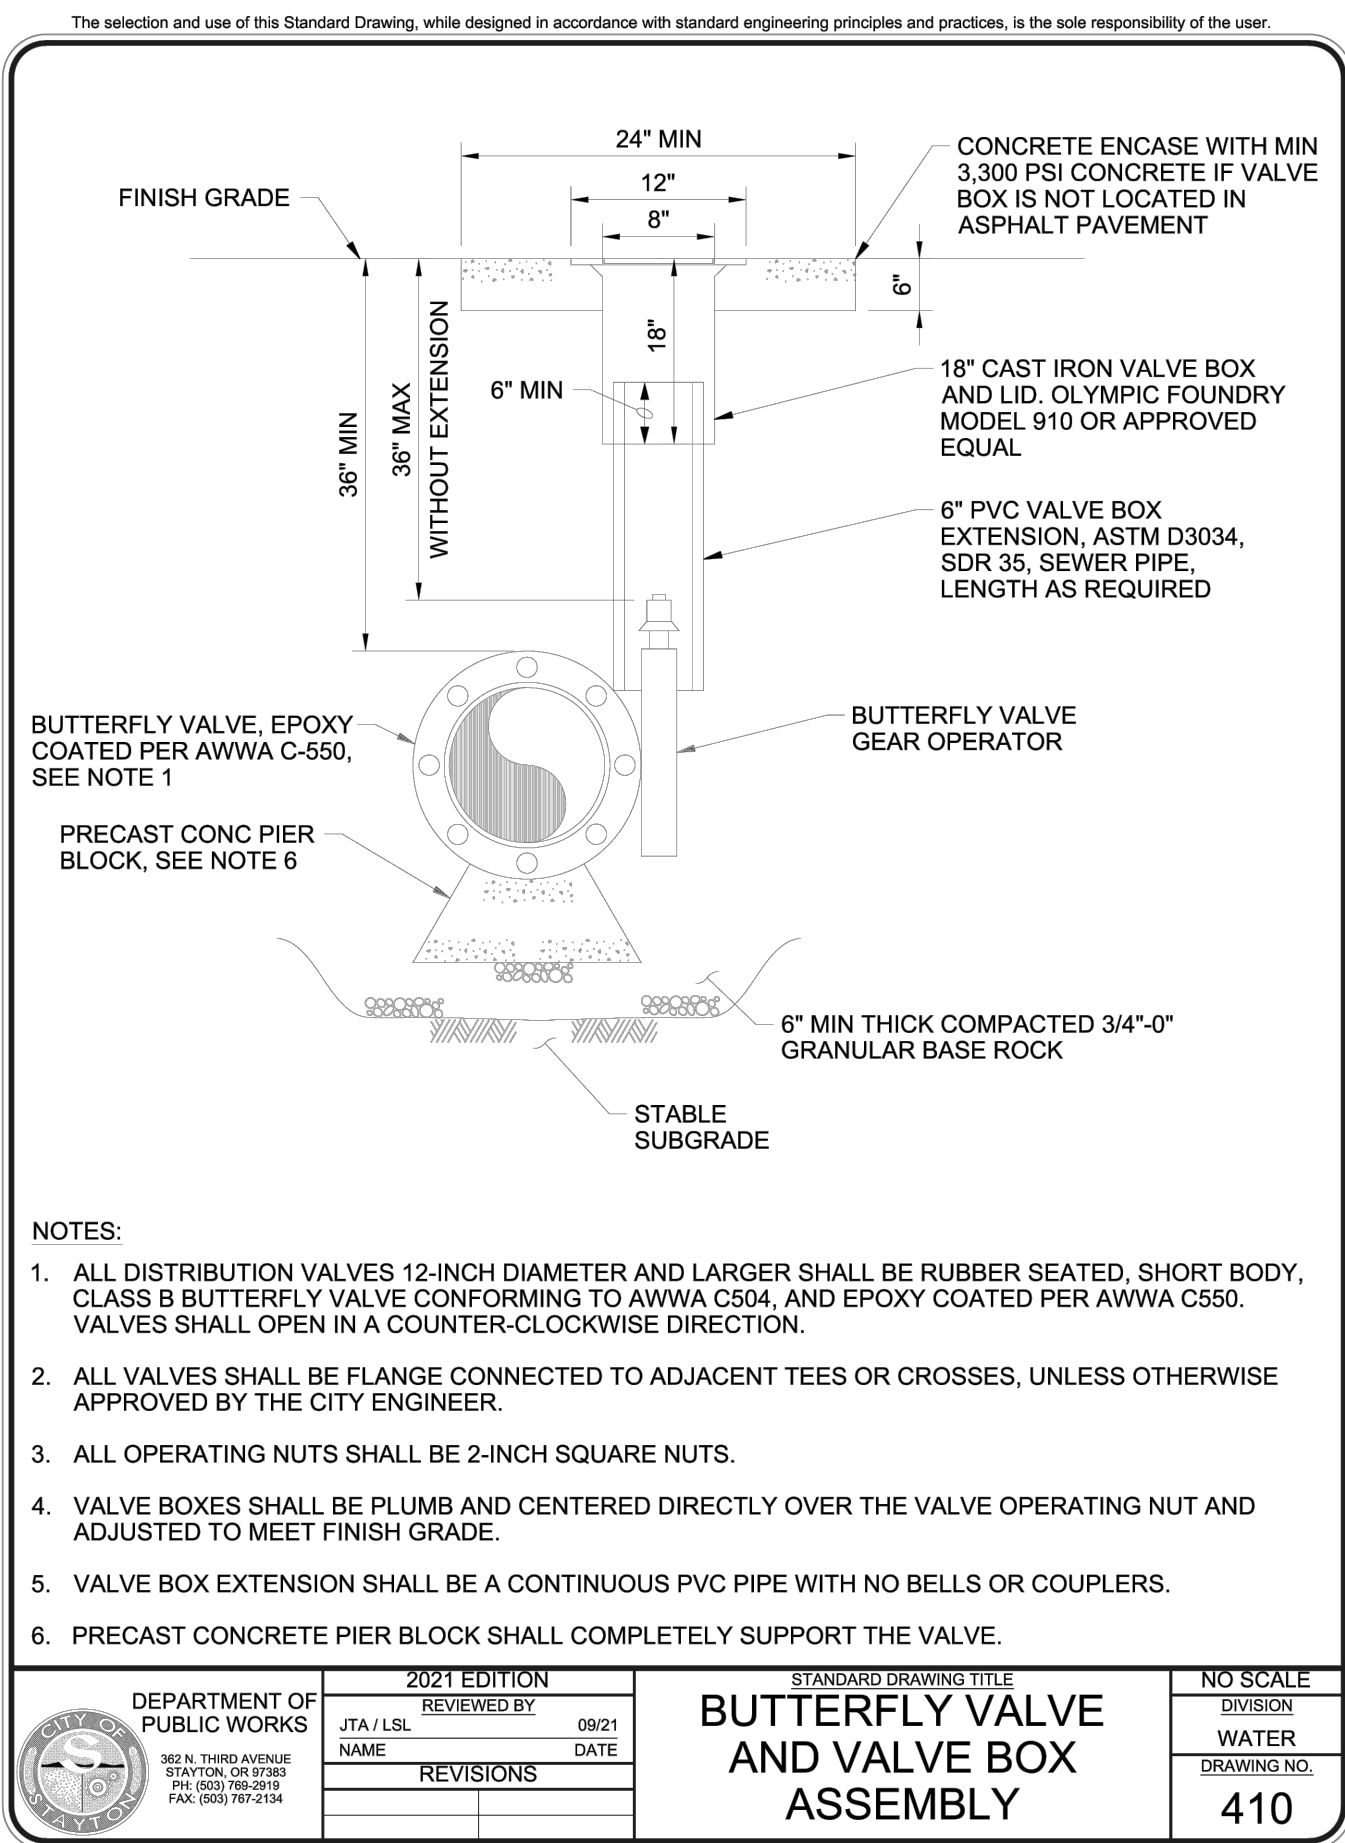 The selection and use of this Standard Drawing, while designed in accordance with standard engineering principles and practices, is the sole responsibility of the user.
24" MIN
12"
8"
FINISH GRADE
CONCRETE ENCASE WITH MIN
3,300 PSI CONCRETE IF VALVE
BOX IS NOT LOCATED IN
ASPHALT PAVEMENT
6"
36" MIN
36" MAX
WITHOUT EXTENSION
18"
6" MIN
18" CAST IRON VALVE BOX
AND LID. OLYMPIC FOUNDRY
MODEL 910 OR APPROVED
EQUAL
6" PVC VALVE BOX
EXTENSION, ASTM D3034,
SDR 35, SEWER PIPE,
LENGTH AS REQUIRED
BUTTERFLY VALVE, EPOXY
COATED PER AWWA C-550,
SEE NOTE 1
BUTTERFLY VALVE
GEAR OPERATOR
PRECAST CONC PIER
BLOCK, SEE NOTE 6
6" MIN THICK COMPACTED 3/4"-0"
GRANULAR BASE ROCK
STABLE
SUBGRADE
NOTES:
1. ALL DISTRIBUTION VALVES 12-INCH DIAMETER AND LARGER SHALL BE RUBBER SEATED, SHORT BODY,
CLASS B BUTTERFLY VALVE CONFORMING TO AWWA C504, AND EPOXY COATED PER AWWA C550.
VALVES SHALL OPEN IN A COUNTER-CLOCKWISE DIRECTION.
2. ALL VALVES SHALL BE FLANGE CONNECTED TO ADJACENT TEES OR CROSSES, UNLESS OTHERWISE
APPROVED BY THE CITY ENGINEER.
3. ALL OPERATING NUTS SHALL BE 2-INCH SQUARE NUTS.
4. VALVE BOXES SHALL BE PLUMB AND CENTERED DIRECTLY OVER THE VALVE OPERATING NUT AND
ADJUSTED TO MEET FINISH GRADE.
5. VALVE BOX EXTENSION SHALL BE A CONTINUOUS PVC PIPE WITH NO BELLS OR COUPLERS.
6. PRECAST CONCRETE PIER BLOCK SHALL COMPLETELY SUPPORT THE VALVE.
CITY OF
S
STAYTON
DEPARTMENT OF
PUBLIC WORKS
362 N. THIRD AVENUE
STAYTON, OR 97383
PH: (503) 769-2919
FAX: (503) 767-2134
2021 EDITION
REVIEWED BY
JTA / LSL 09/21
NAME DATE
REVISIONS
STANDARD DRAWING TITLE
BUTTERFLY VALVE
AND VALVE BOX
ASSEMBLY
NO SCALE
DIVISION
WATER
DRAWING NO.
410